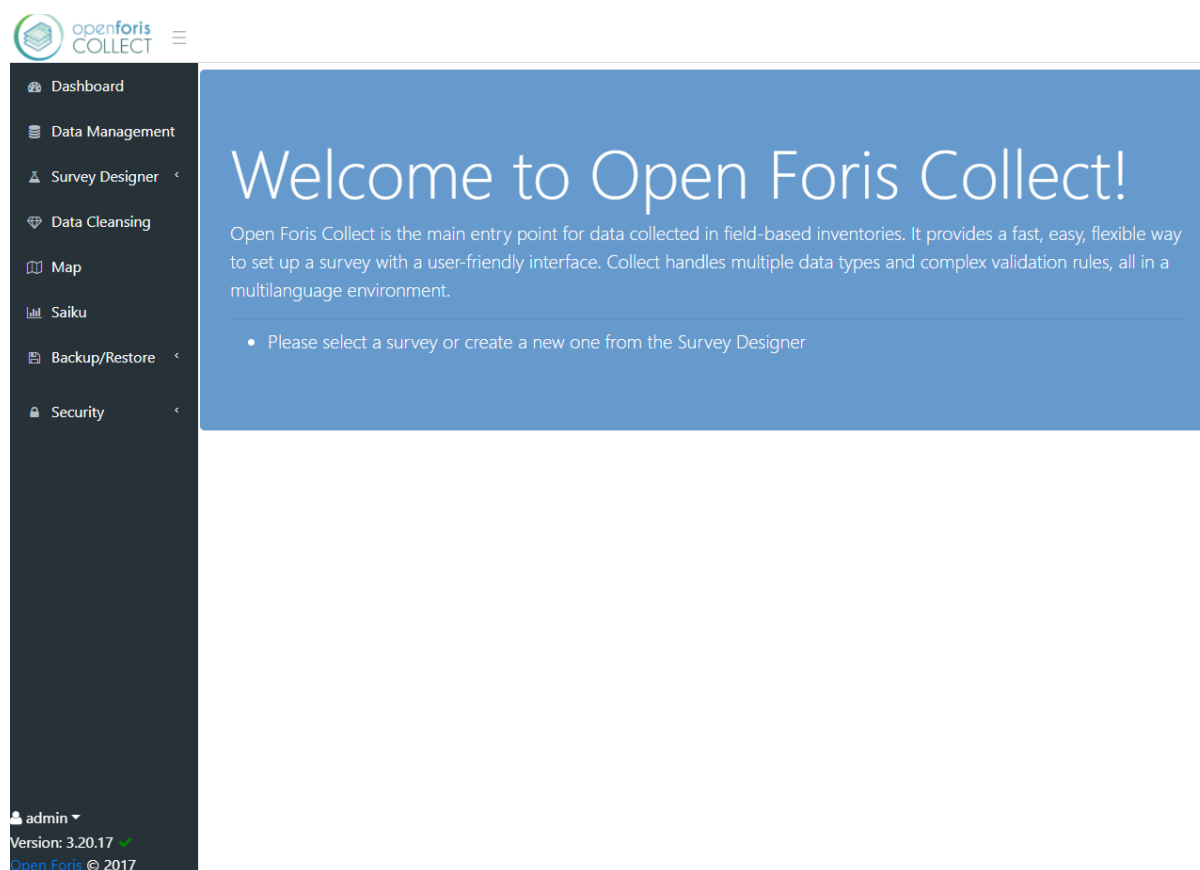 openforis
COLLECT
Dashboard
Data Management
Survey Designer
Data Cleansing
Map
Saiku
Backup/Restore
Security
Welcome to Open Foris Collect!
Open Foris Collect is the main entry point for data collected in field-based inventories. It provides a fast, easy, flexible way
to set up a survey with a user-friendly interface. Collect handles multiple data types and complex validation rules, all in a
multilanguage environment.
Please select a survey or create a new one from the Survey Designer
admin
Version: 3.20.17
Open Foris © 2017